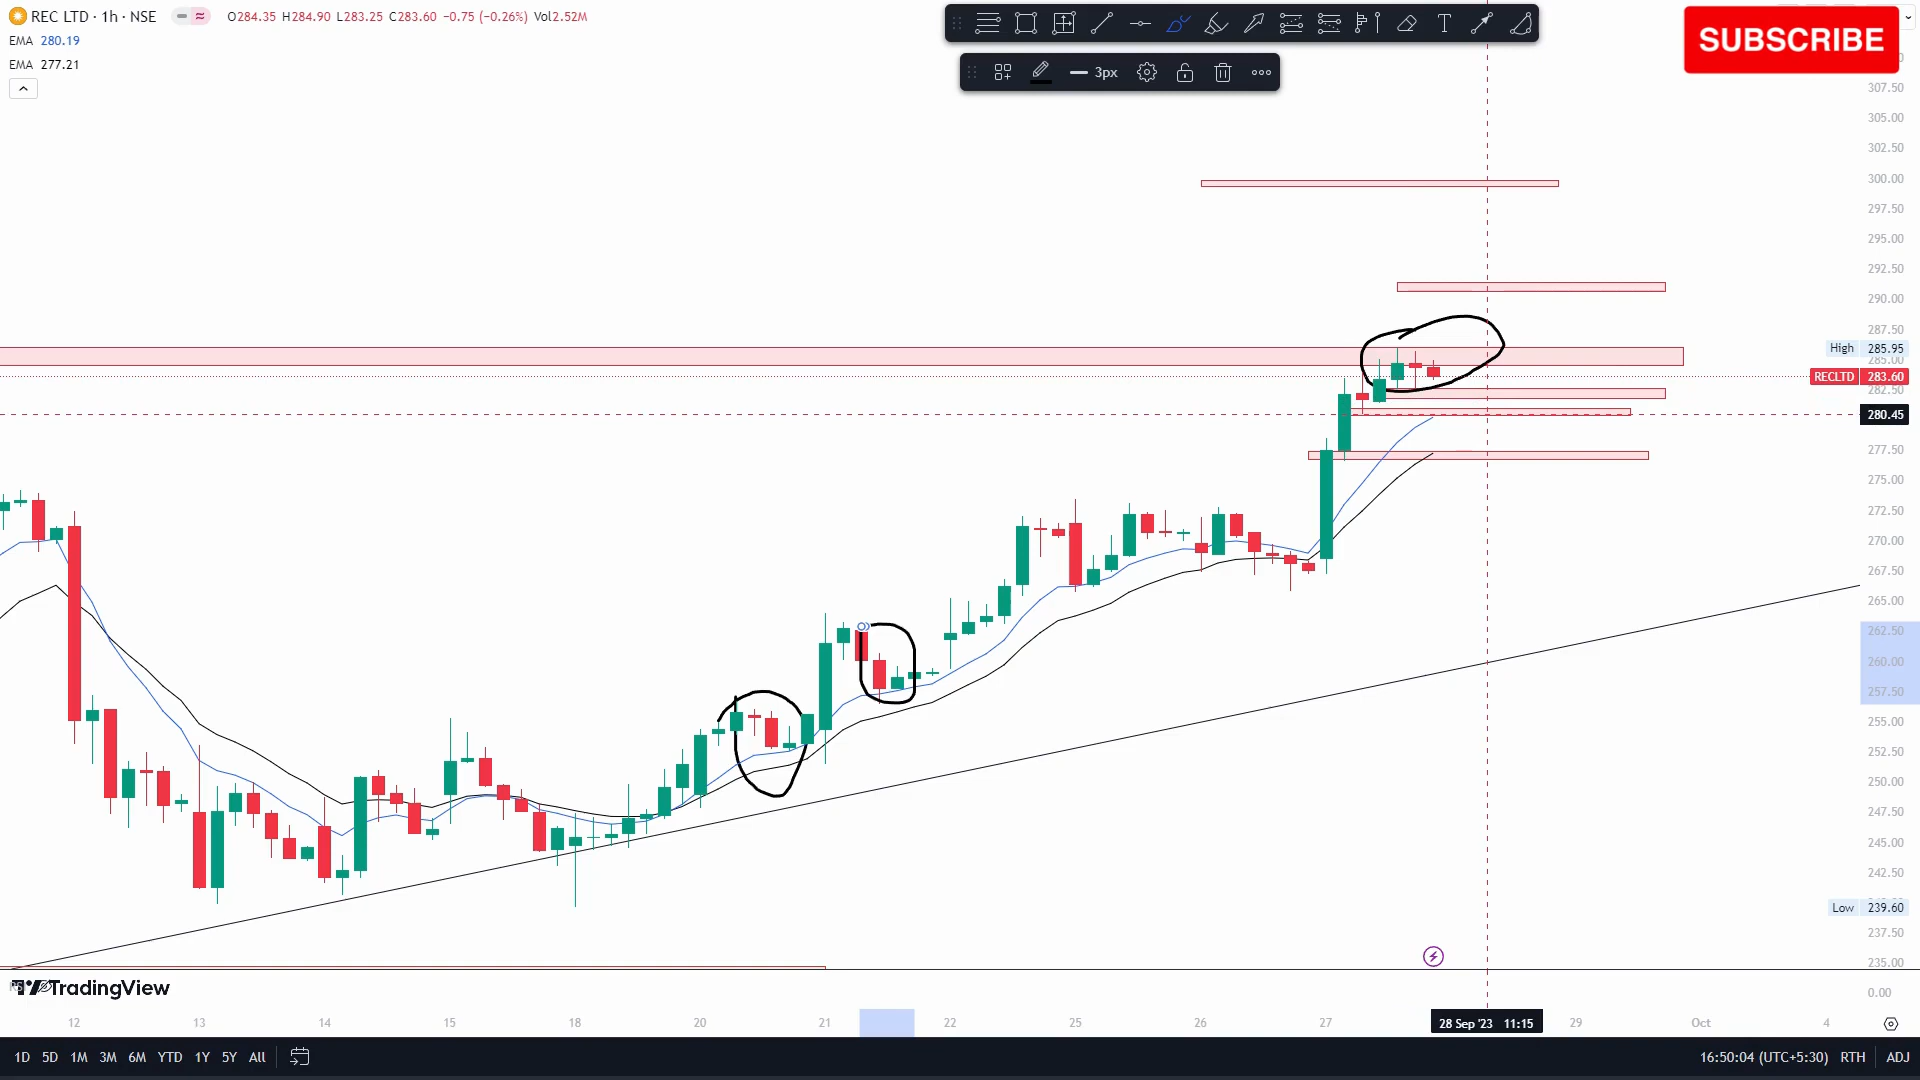 REC LTD · 1h · NSE
O284.35 H284.90 L283.25 C283.60 −0.75 (−0.26%) Vol2.52M
EMA 280.19
EMA 277.21
3px
SUBSCRIBE
307.50
305.00
302.50
300.00
297.50
295.00
292.50
290.00
287.50
High 285.95
285.00
RECLTD 283.60
282.50
280.45
277.50
275.00
272.50
270.00
267.50
265.00
262.50
260.00
257.50
255.00
252.50
250.00
247.50
245.00
242.50
Low 239.60
237.50
235.00
0.00
TradingView
12 13 14 15 18 20 21 22 25 26 27 28 Sep '23 11:15 29 Oct 4
1D 5D 1M 3M 6M YTD 1Y 5Y All
16:50:04 (UTC+5:30) RTH ADJ